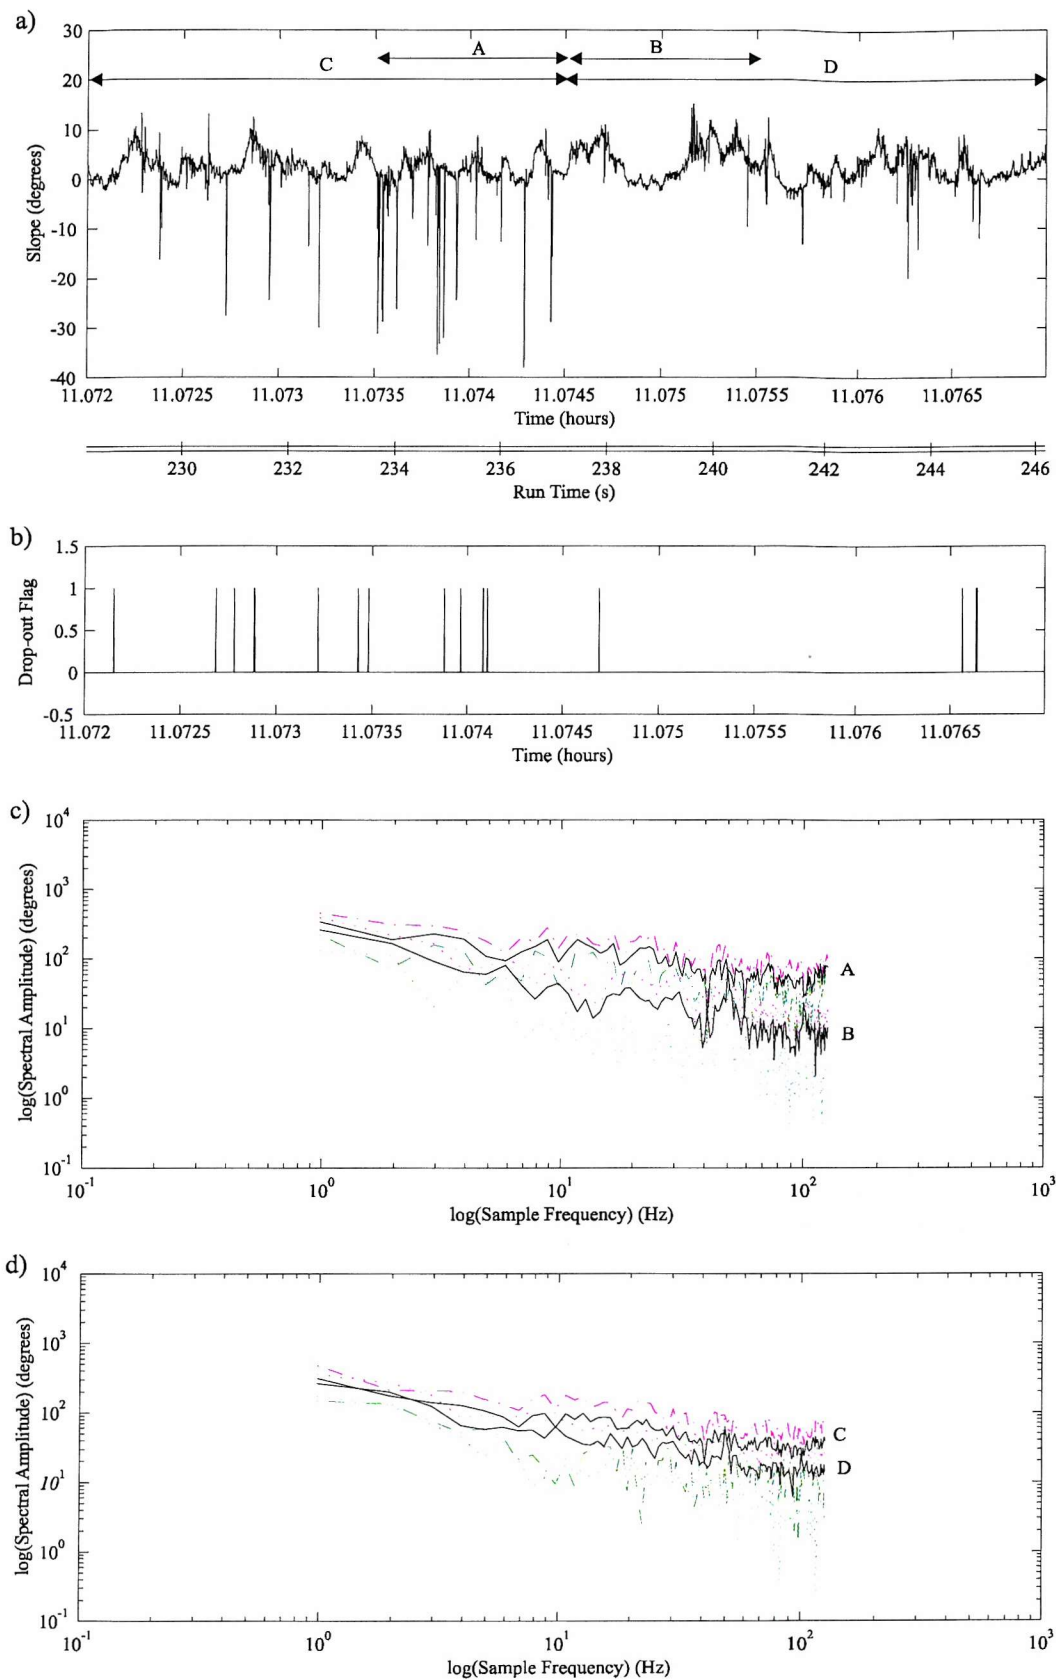 a)
30
20
10
0
-10
-20
-30
-40
Slope (degrees)
C
A
B
D
11.072 11.0725 11.073 11.0735 11.074 11.0745 11.075 11.0755 11.076 11.0765
Time (hours)
230 232 234 236 238 240 242 244 246
Run Time (s)
b)
1.5
1
0.5
0
-0.5
Drop-out Flag
11.072 11.0725 11.073 11.0735 11.074 11.0745 11.075 11.0755 11.076 11.0765
Time (hours)
c)
10^4
10^3
10^2
10^1
10^0
10^-1
log(Spectral Amplitude) (degrees)
A
B
10^-1 10^0 10^1 10^2 10^3
log(Sample Frequency) (Hz)
d)
10^4
10^3
10^2
10^1
10^0
10^-1
log(Spectral Amplitude) (degrees)
C
D
10^-1 10^0 10^1 10^2 10^3
log(Sample Frequency) (Hz)